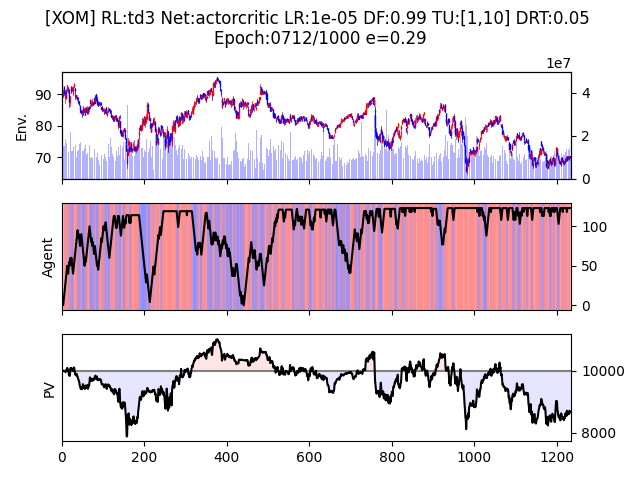 [XOM] RL:td3 Net:actorcritic LR:1e-05 DF:0.99 TU:[1,10] DRT:0.05
Epoch:0712/1000 e=0.29
1e7
Env.
90
80
70
4
2
0
Agent
100
50
0
PV
10000
8000
0 200 400 600 800 1000 1200